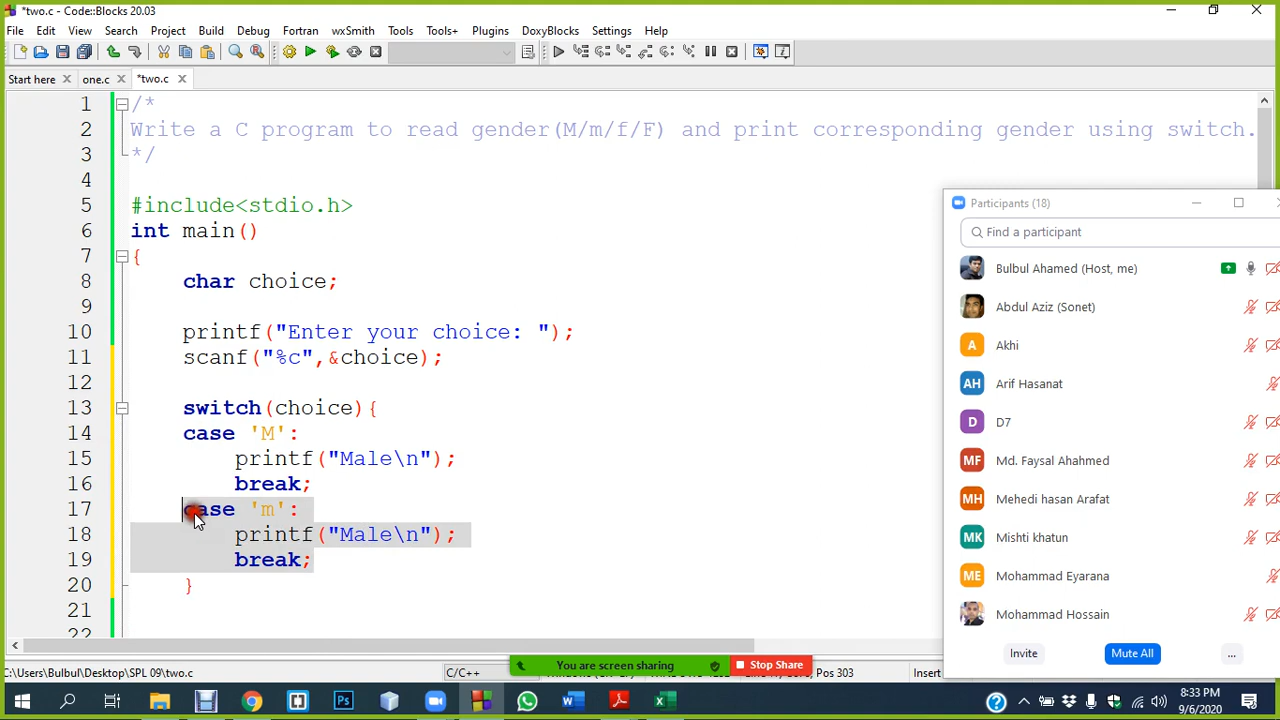 *two.c - Code::Blocks 20.03
File Edit View Search Project Build Debug Fortran wxSmith Tools Tools+ Plugins DoxyBlocks Settings Help
Start here one.c *two.c
1 /*
2 Write a C program to read gender(M/m/f/F) and print corresponding gender using switch.
3 */
4
5 #include<stdio.h>
6 int main()
7 {
8 char choice;
9
10 printf("Enter your choice: ");
11 scanf("%c",&choice);
12
13 switch(choice){
14 case 'M':
15 printf("Male\n");
16 break;
17 case 'm':
18 printf("Male\n");
19 break;
20 }
21
22
Participants (18)
Find a participant
Bulbul Ahamed (Host, me)
Abdul Aziz (Sonet)
A Akhi
AH Arif Hasanat
D D7
MF Md. Faysal Ahahmed
MH Mehedi hasan Arafat
MK Mishti khatun
ME Mohammad Eyarana
Mohammad Hossain
Invite Mute All ...
C:\Users\Bulbul\Desktop\SPL 09\two.c C/C++ Pos 303 Insert
You are screen sharing Stop Share
8:33 PM
9/6/2020